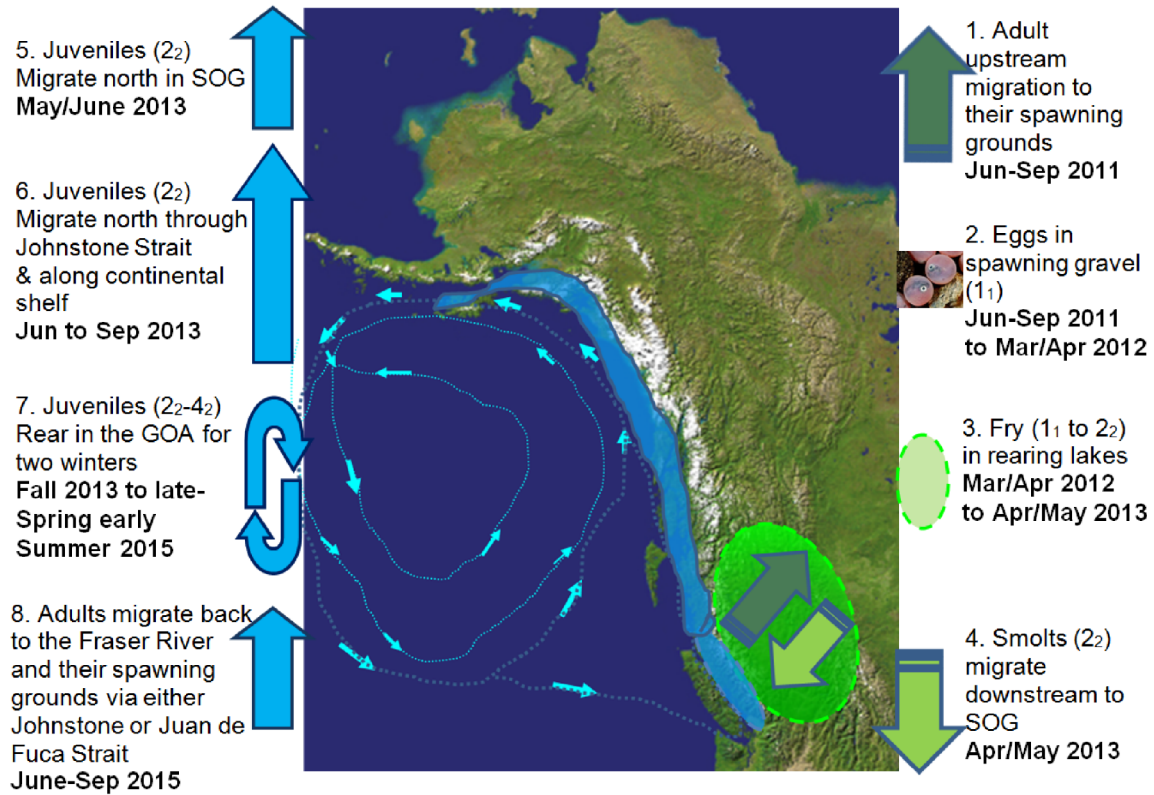 5. Juveniles (2₂)
Migrate north in SOG
May/June 2013
6. Juveniles (2₂)
Migrate north through
Johnstone Strait
& along continental
shelf
Jun to Sep 2013
7. Juveniles (2₂-4₂)
Rear in the GOA for
two winters
Fall 2013 to late-
Spring early
Summer 2015
8. Adults migrate back
to the Fraser River
and their spawning
grounds via either
Johnstone or Juan de
Fuca Strait
June-Sep 2015
1. Adult
upstream
migration to
their spawning
grounds
Jun-Sep 2011
2. Eggs in
spawning gravel
(1₁)
Jun-Sep 2011
to Mar/Apr 2012
3. Fry (1₁ to 2₂)
in rearing lakes
Mar/Apr 2012
to Apr/May 2013
4. Smolts (2₂)
migrate
downstream to
SOG
Apr/May 2013